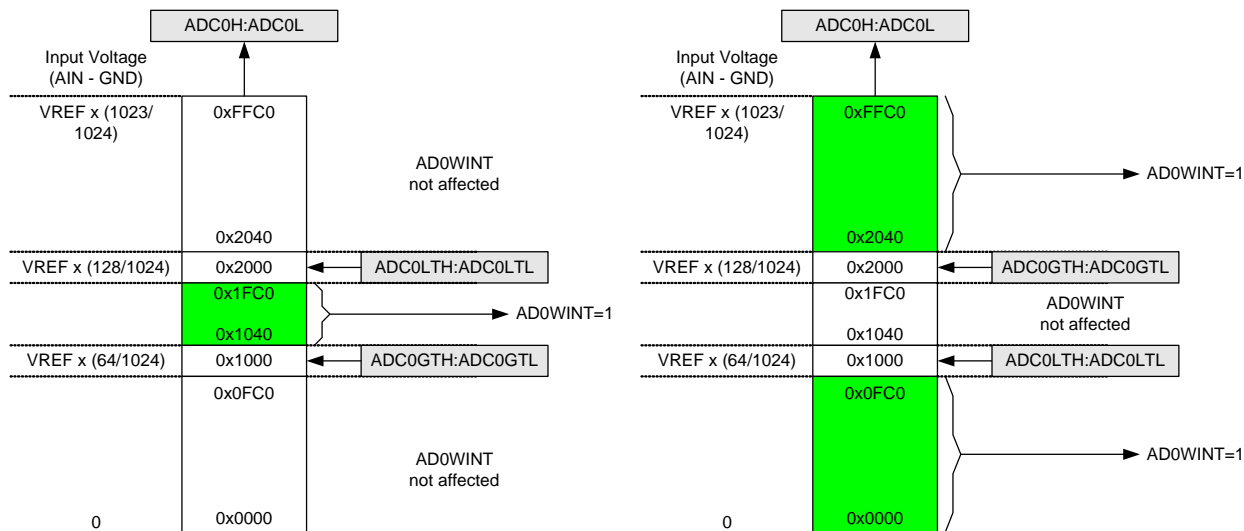 ADC0H:ADC0L
Input Voltage
(AIN - GND)
VREF x (1023/
1024)
0xFFC0
AD0WINT
not affected
0x2040
VREF x (128/1024)
0x2000
ADC0LTH:ADC0LTL
0x1FC0
AD0WINT=1
0x1040
VREF x (64/1024)
0x1000
ADC0GTH:ADC0GTL
0x0FC0
AD0WINT
not affected
0
0x0000
ADC0H:ADC0L
Input Voltage
(AIN - GND)
VREF x (1023/
1024)
0xFFC0
AD0WINT=1
0x2040
VREF x (128/1024)
0x2000
ADC0GTH:ADC0GTL
0x1FC0
AD0WINT
not affected
0x1040
VREF x (64/1024)
0x1000
ADC0LTH:ADC0LTL
0x0FC0
AD0WINT=1
0
0x0000